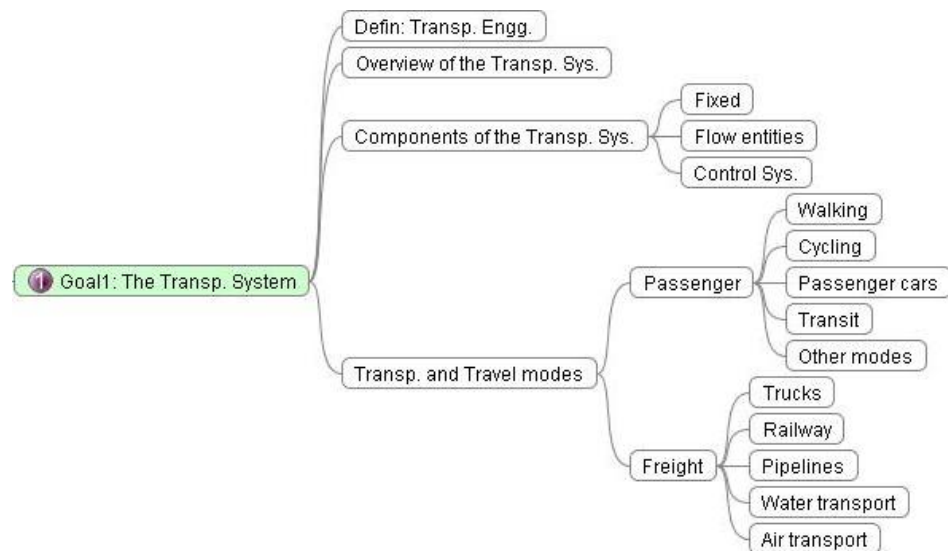 Defin: Transp. Engg.
Overview of the Transp. Sys.
Components of the Transp. Sys.
Fixed
Flow entities
Control Sys.
1 Goal1: The Transp. System
Transp. and Travel modes
Passenger
Walking
Cycling
Passenger cars
Transit
Other modes
Freight
Trucks
Railway
Pipelines
Water transport
Air transport